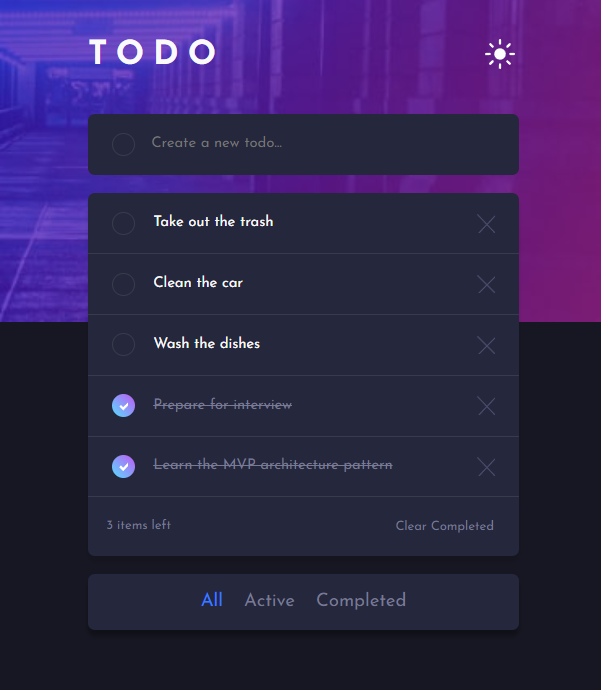 TODO
Create a new todo...
Take out the trash
Clean the car
Wash the dishes
Prepare for interview
Learn the MVP architecture pattern
3 items left Clear Completed
All Active Completed